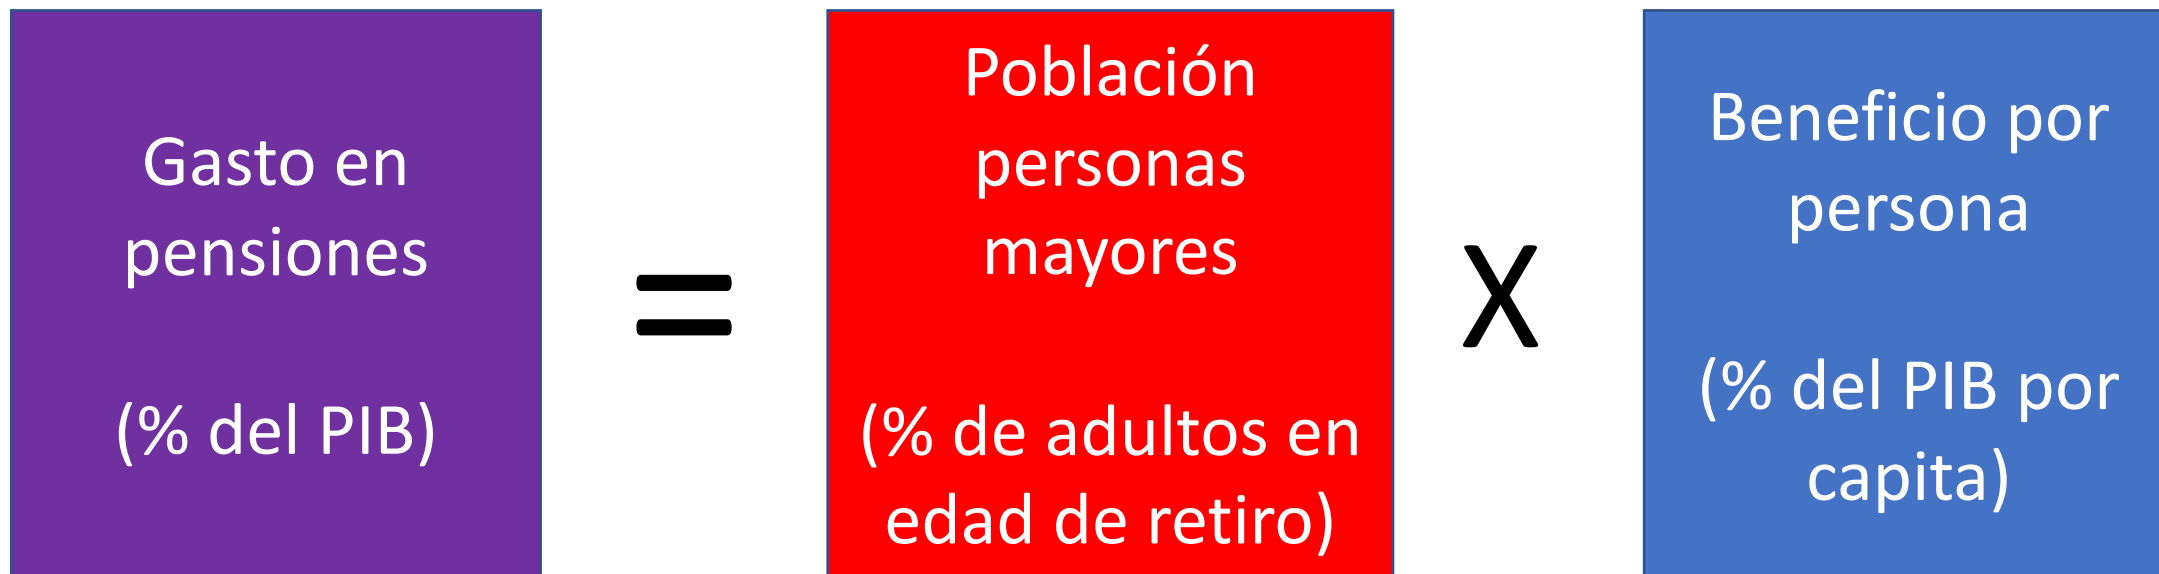 Gasto en
pensiones
(% del PIB)
=
Población
personas
mayores
(% de adultos en
edad de retiro)
X
Beneficio por
persona
(% del PIB por
capita)